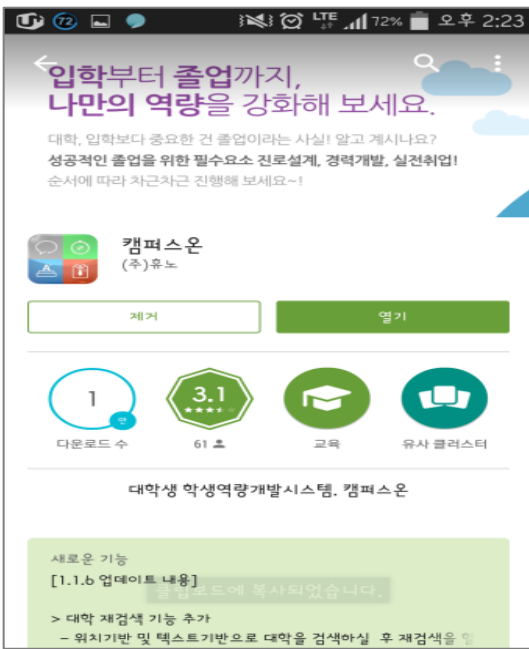 72 LTE 72% 오후 2:23
입학부터 졸업까지,
나만의 역량을 강화해 보세요.
대학, 입학보다 중요한 건 졸업이라는 사실! 알고 계시나요?
성공적인 졸업을 위한 필수요소 진로설계, 경력개발, 실전취업!
순서에 따라 차근차근 진행해 보세요~!
캠퍼스온
(주)휴노
제거
열기
1
만
3.1
다운로드 수
61
교육
유사 클러스터
대학생 학생역량개발시스템. 캠퍼스온
새로운 기능
[1.1.b 업데이트 내용]
클립보드에 복사되었습니다.
> 대학 재검색 기능 추가
– 위치기반 및 텍스트기반으로 대학을 검색하실 후 재검색을 할